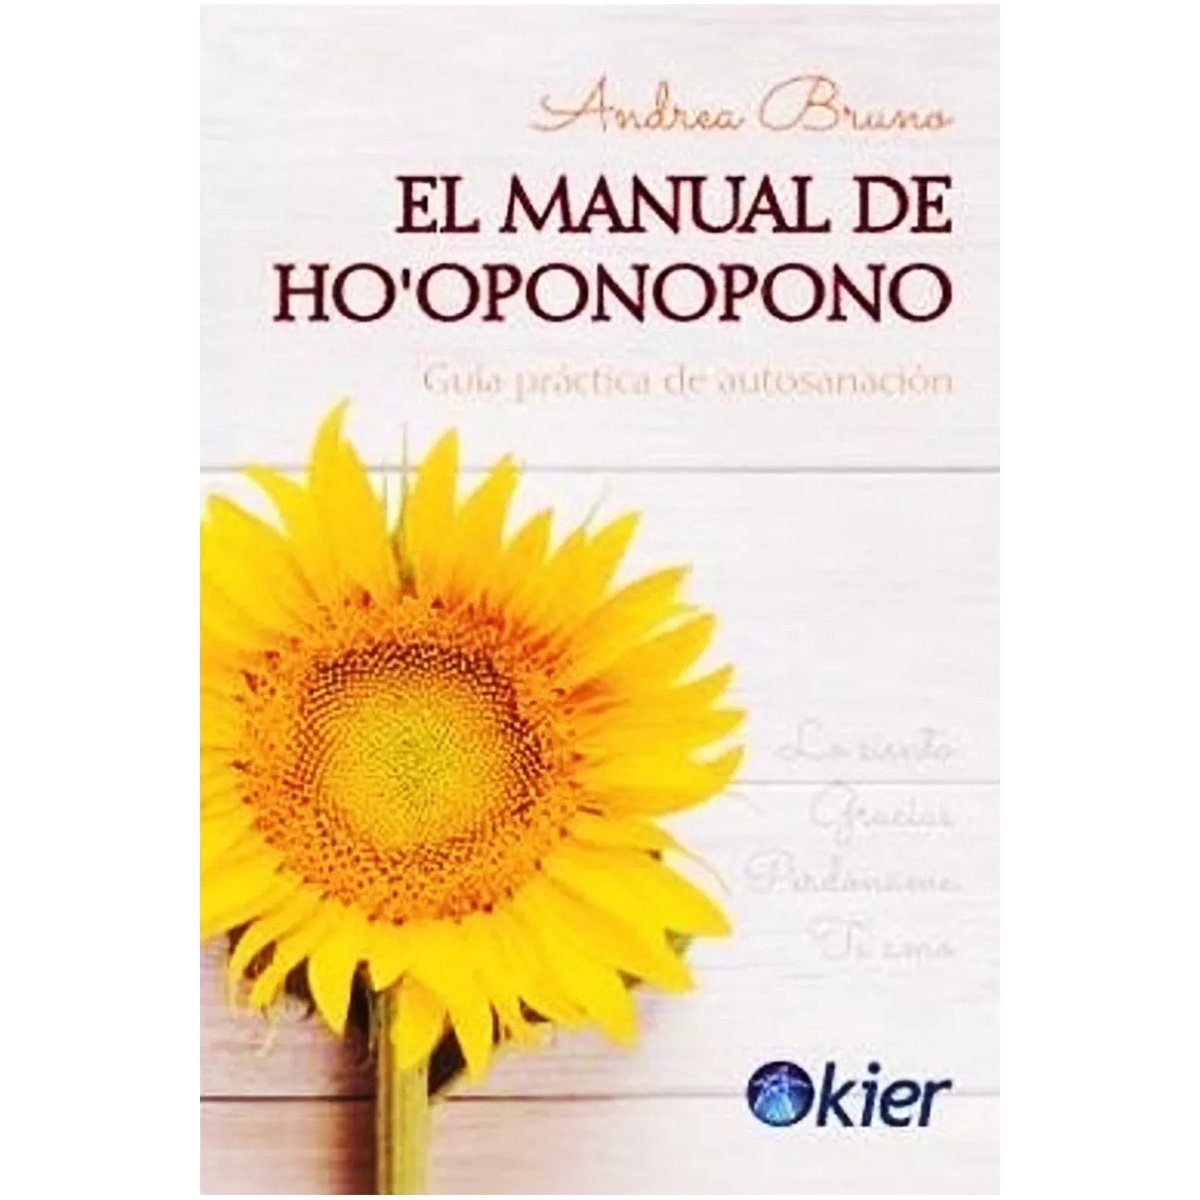 Andrea Bruno
EL MANUAL DE
HO'OPONOPONO
Guía práctica de autosanación
Lo siento
Gracias
Perdóname
Te amo
kier